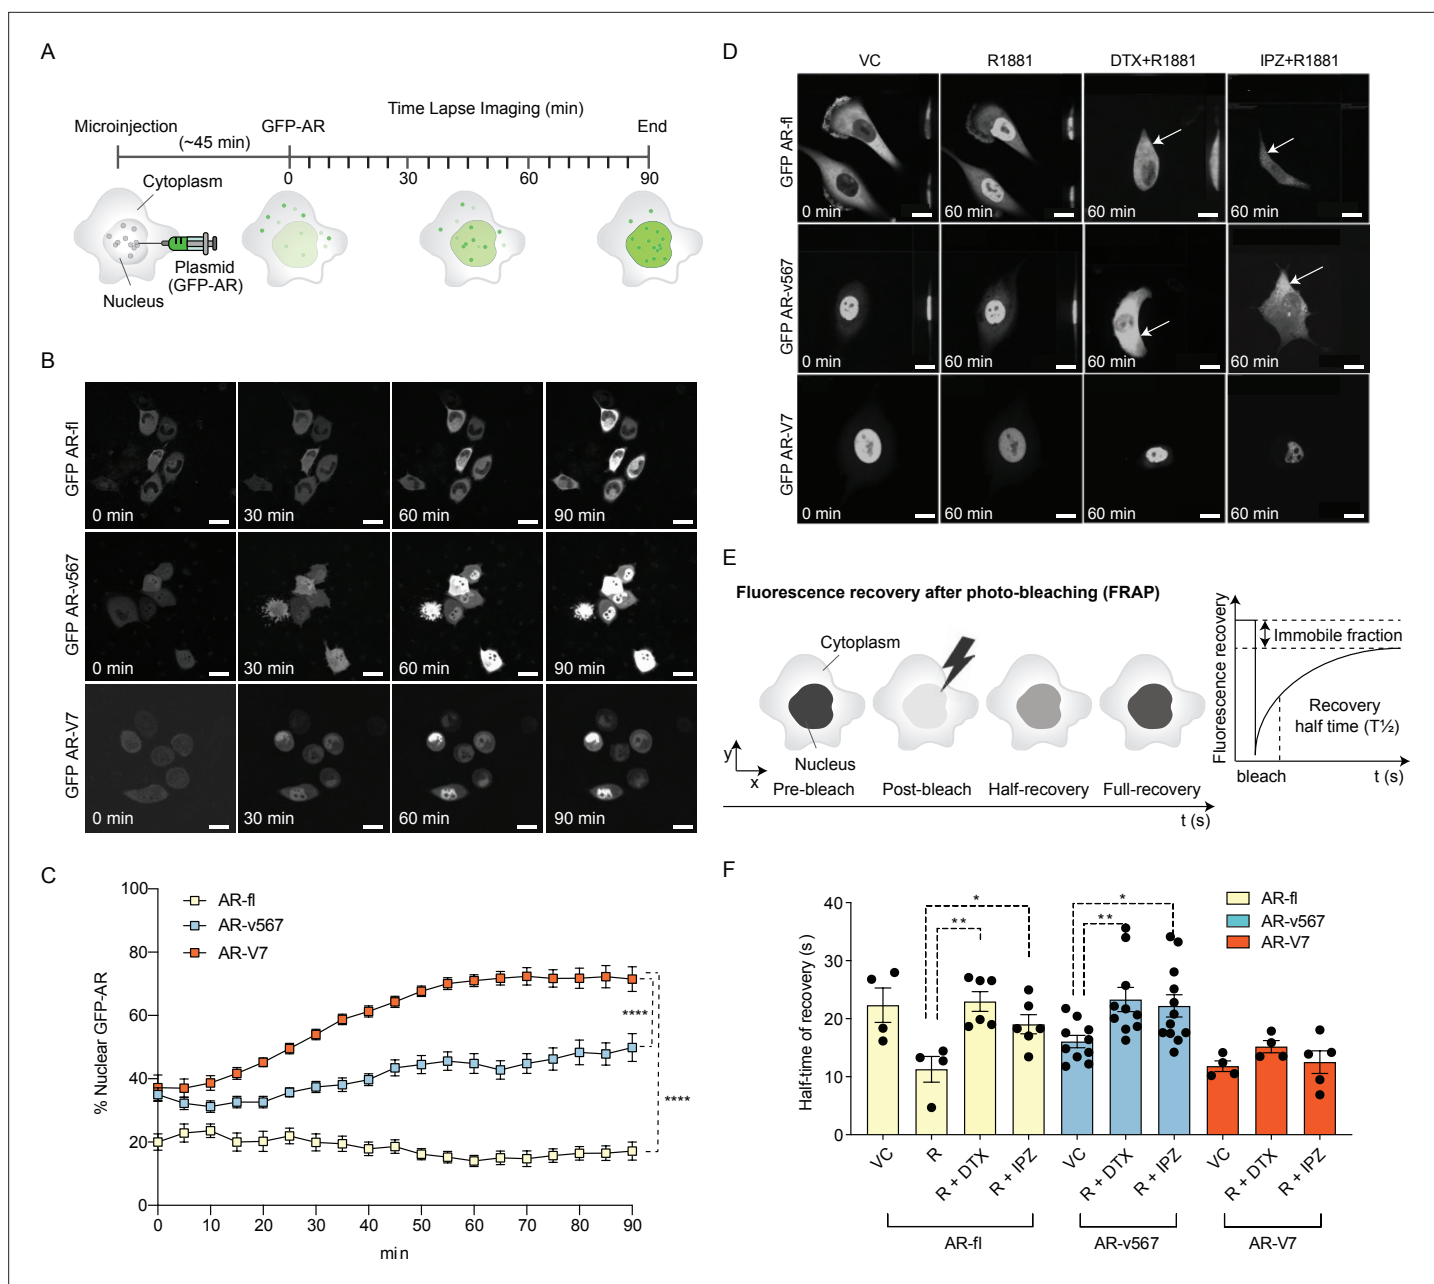 A
Time Lapse Imaging (min)
Microinjection
(~45 min)
GFP-AR
End
0
30
60
90
Cytoplasm
Plasmid
(GFP-AR)
Nucleus
B
GFP AR-fl
0 min
30 min
60 min
90 min
GFP AR-v567
0 min
30 min
60 min
90 min
GFP AR-V7
0 min
30 min
60 min
90 min
C
% Nuclear GFP-AR
100
80
60
40
20
0
AR-fl
AR-v567
AR-V7
****
****
0 10 20 30 40 50 60 70 80 90
min
D
VC R1881 DTX+R1881 IPZ+R1881
GFP AR-fl
0 min
60 min
60 min
60 min
GFP AR-v567
0 min
60 min
60 min
60 min
GFP AR-V7
0 min
60 min
60 min
60 min
E
Fluorescence recovery after photo-bleaching (FRAP)
Cytoplasm
Nucleus
y
x
Pre-bleach
Post-bleach
Half-recovery
Full-recovery
t (s)
Fluorescence recovery
Immobile fraction
Recovery
half time (T½)
bleach
t (s)
F
Half-time of recovery (s )
40
30
20
10
0
*
**
*
**
AR-fl
AR-v567
AR-V7
VC
R
R + DTX
R + IPZ
VC
R + DTX
R + IPZ
VC
R + DTX
R + IPZ
AR-fl
AR-v567
AR-V7